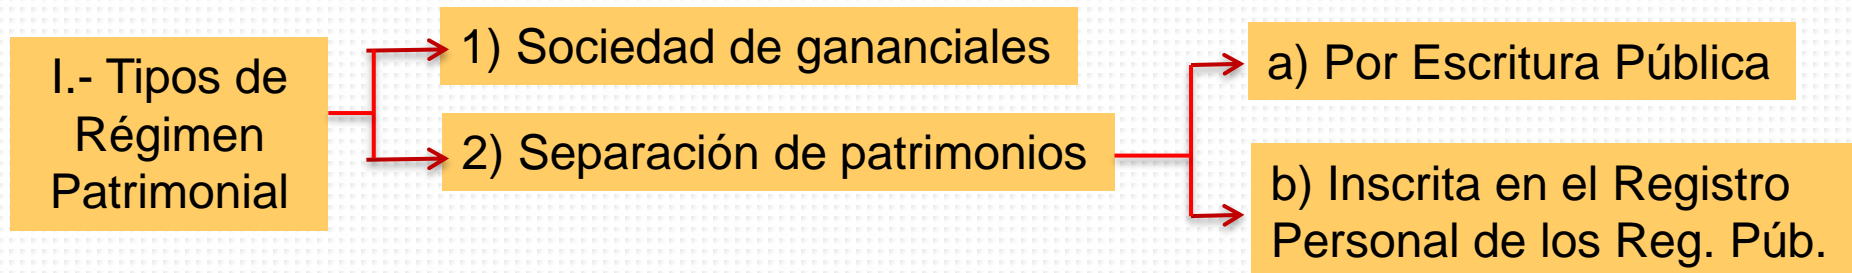 I.- Tipos de
Régimen
Patrimonial
1) Sociedad de gananciales
2) Separación de patrimonios
a) Por Escritura Pública
b) Inscrita en el Registro
Personal de los Reg. Púb.